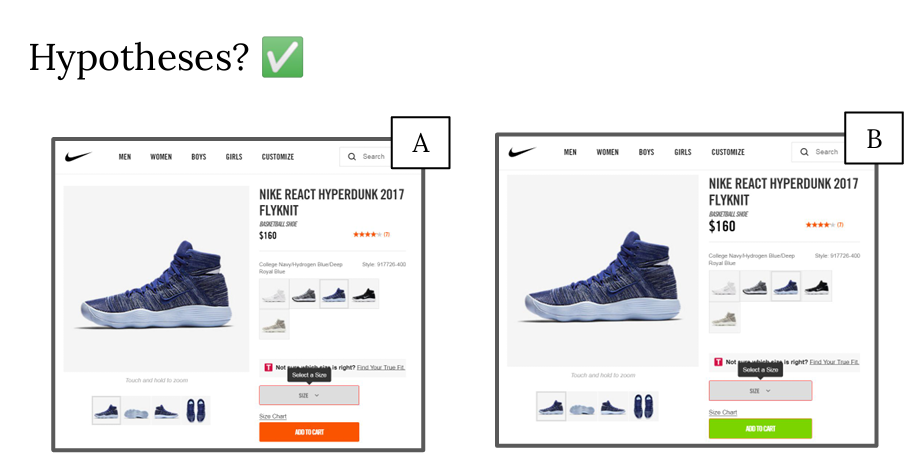 Hypotheses? ✅
A
MEN WOMEN BOYS GIRLS CUSTOMIZE Search
NIKE REACT HYPERDUNK 2017
FLYKNIT
BASKETBALL SHOE
$160 (7)
College Navy/Hydrogen Blue/Deep Style: 917726-400
Royal Blue
T Not sure which size is right? Find Your True Fit.
Select a Size
Touch and hold to zoom
SIZE
Size Chart
ADD TO CART
B
MEN WOMEN BOYS GIRLS CUSTOMIZE Search
NIKE REACT HYPERDUNK 2017
FLYKNIT
BASKETBALL SHOE
$160 (7)
College Navy/Hydrogen Blue/Deep Style: 917726-400
Royal Blue
T Not sure which size is right? Find Your True Fit.
Select a Size
Touch and hold to zoom
SIZE
Size Chart
ADD TO CART